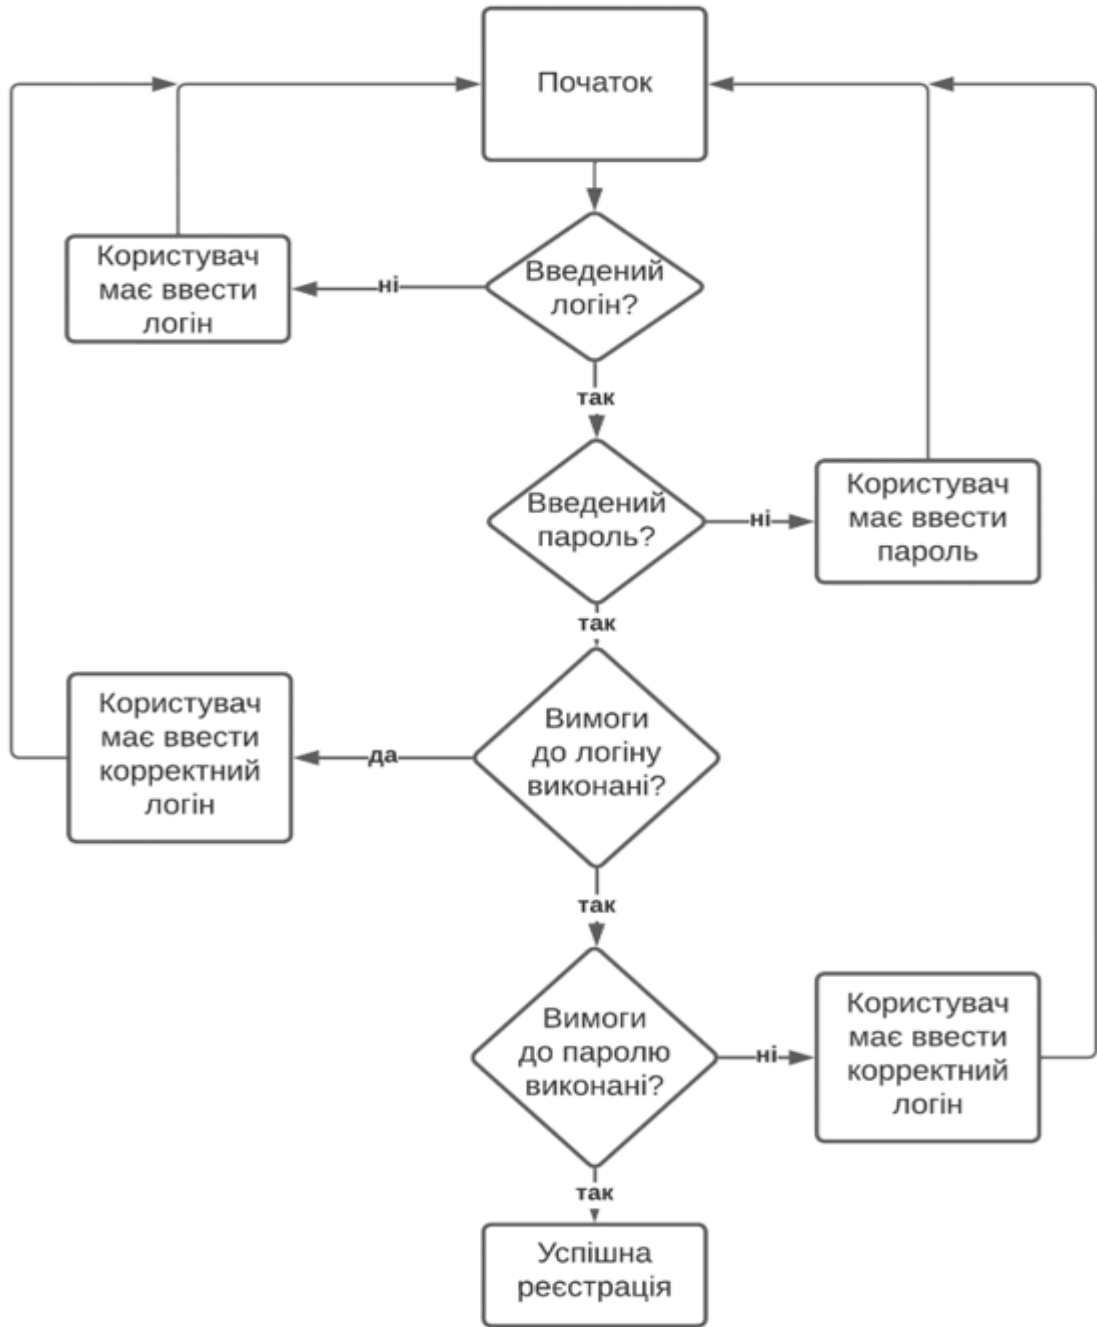 Початок
Введений
логін?
ні
Користувач
має ввести
логін
так
Введений
пароль?
ні
Користувач
має ввести
пароль
так
Вимоги
до логіну
виконані?
да
Користувач
має ввести
корректний
логін
так
Вимоги
до паролю
виконані?
ні
Користувач
має ввести
корректний
логін
так
Успішна
реєстрація